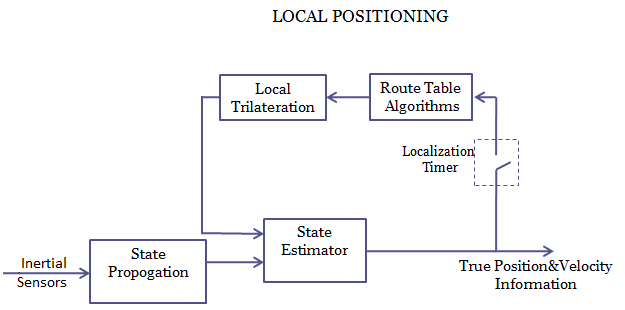 LOCAL POSITIONING
Local
Trilateration
Route Table
Algorithms
Localization
Timer
State
Estimator
State
Propogation
Inertial
Sensors
True Position&Velocity
Information